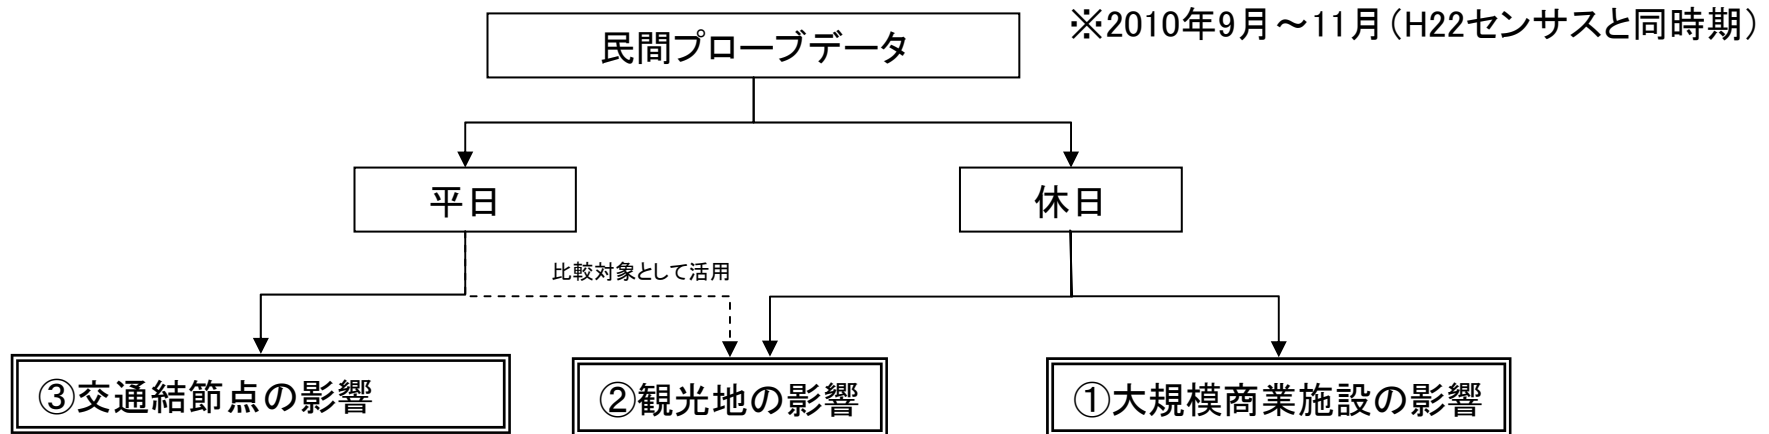 ※2010年9月～11月（H22センサスと同時期）
民間プローブデータ
平日
休日
比較対象として活用
③交通結節点の影響
②観光地の影響
①大規模商業施設の影響